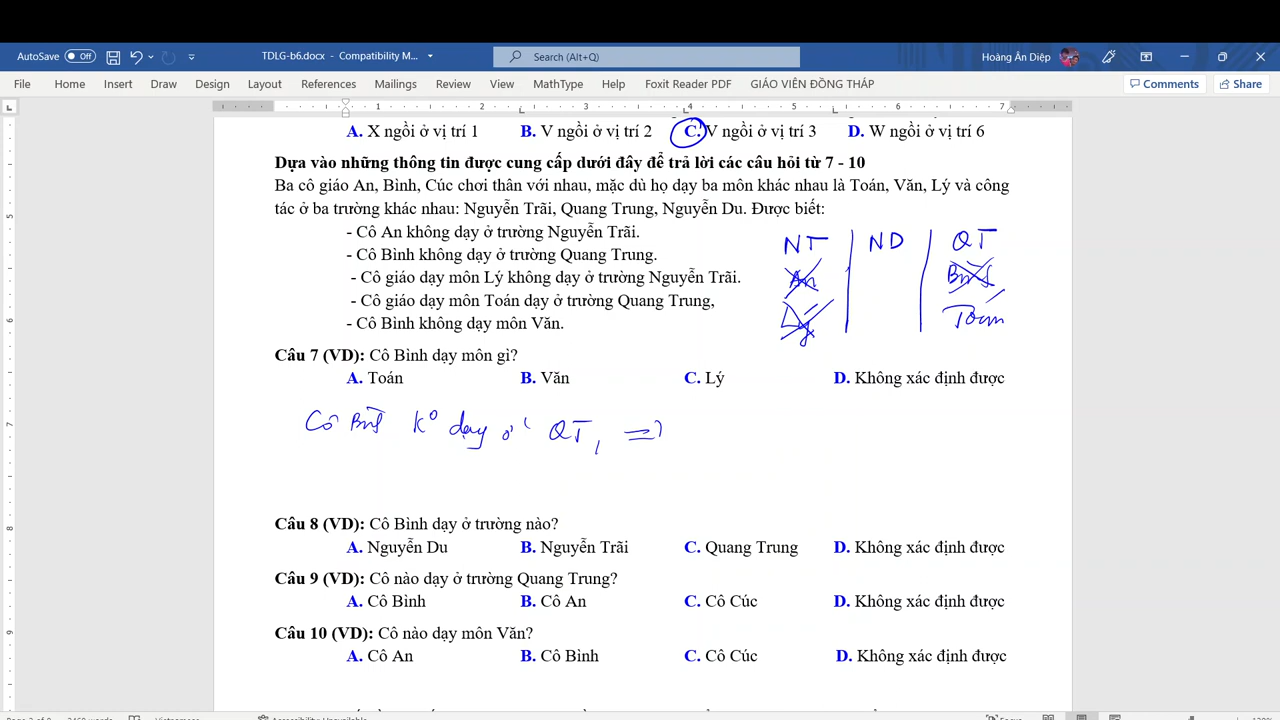 AutoSave Off TDLG-b6.docx - Compatibility M... Search (Alt+Q) Hoàng Ân Diệp
File Home Insert Draw Design Layout References Mailings Review View MathType Help Foxit Reader PDF GIÁO VIÊN ĐỒNG THÁP Comments Share
1 2 3 4 5 6 7
A. X ngồi ở vị trí 1 B. V ngồi ở vị trí 2 C. V ngồi ở vị trí 3 D. W ngồi ở vị trí 6
Dựa vào những thông tin được cung cấp dưới đây để trả lời các câu hỏi từ 7 - 10
Ba cô giáo An, Bình, Cúc chơi thân với nhau, mặc dù họ dạy ba môn khác nhau là Toán, Văn, Lý và công
tác ở ba trường khác nhau: Nguyễn Trãi, Quang Trung, Nguyễn Du. Được biết:
- Cô An không dạy ở trường Nguyễn Trãi.
NT ND QT
- Cô Bình không dạy ở trường Quang Trung.
- Cô giáo dạy môn Lý không dạy ở trường Nguyễn Trãi.
An Bình
- Cô giáo dạy môn Toán dạy ở trường Quang Trung,
- Cô Bình không dạy môn Văn.
Lý Toán
Câu 7 (VD): Cô Bình dạy môn gì?
A. Toán B. Văn C. Lý D. Không xác định được
Cô Bình k° dạy ở QT, =>
Câu 8 (VD): Cô Bình dạy ở trường nào?
A. Nguyễn Du B. Nguyễn Trãi C. Quang Trung D. Không xác định được
Câu 9 (VD): Cô nào dạy ở trường Quang Trung?
A. Cô Bình B. Cô An C. Cô Cúc D. Không xác định được
Câu 10 (VD): Cô nào dạy môn Văn?
A. Cô An B. Cô Bình C. Cô Cúc D. Không xác định được